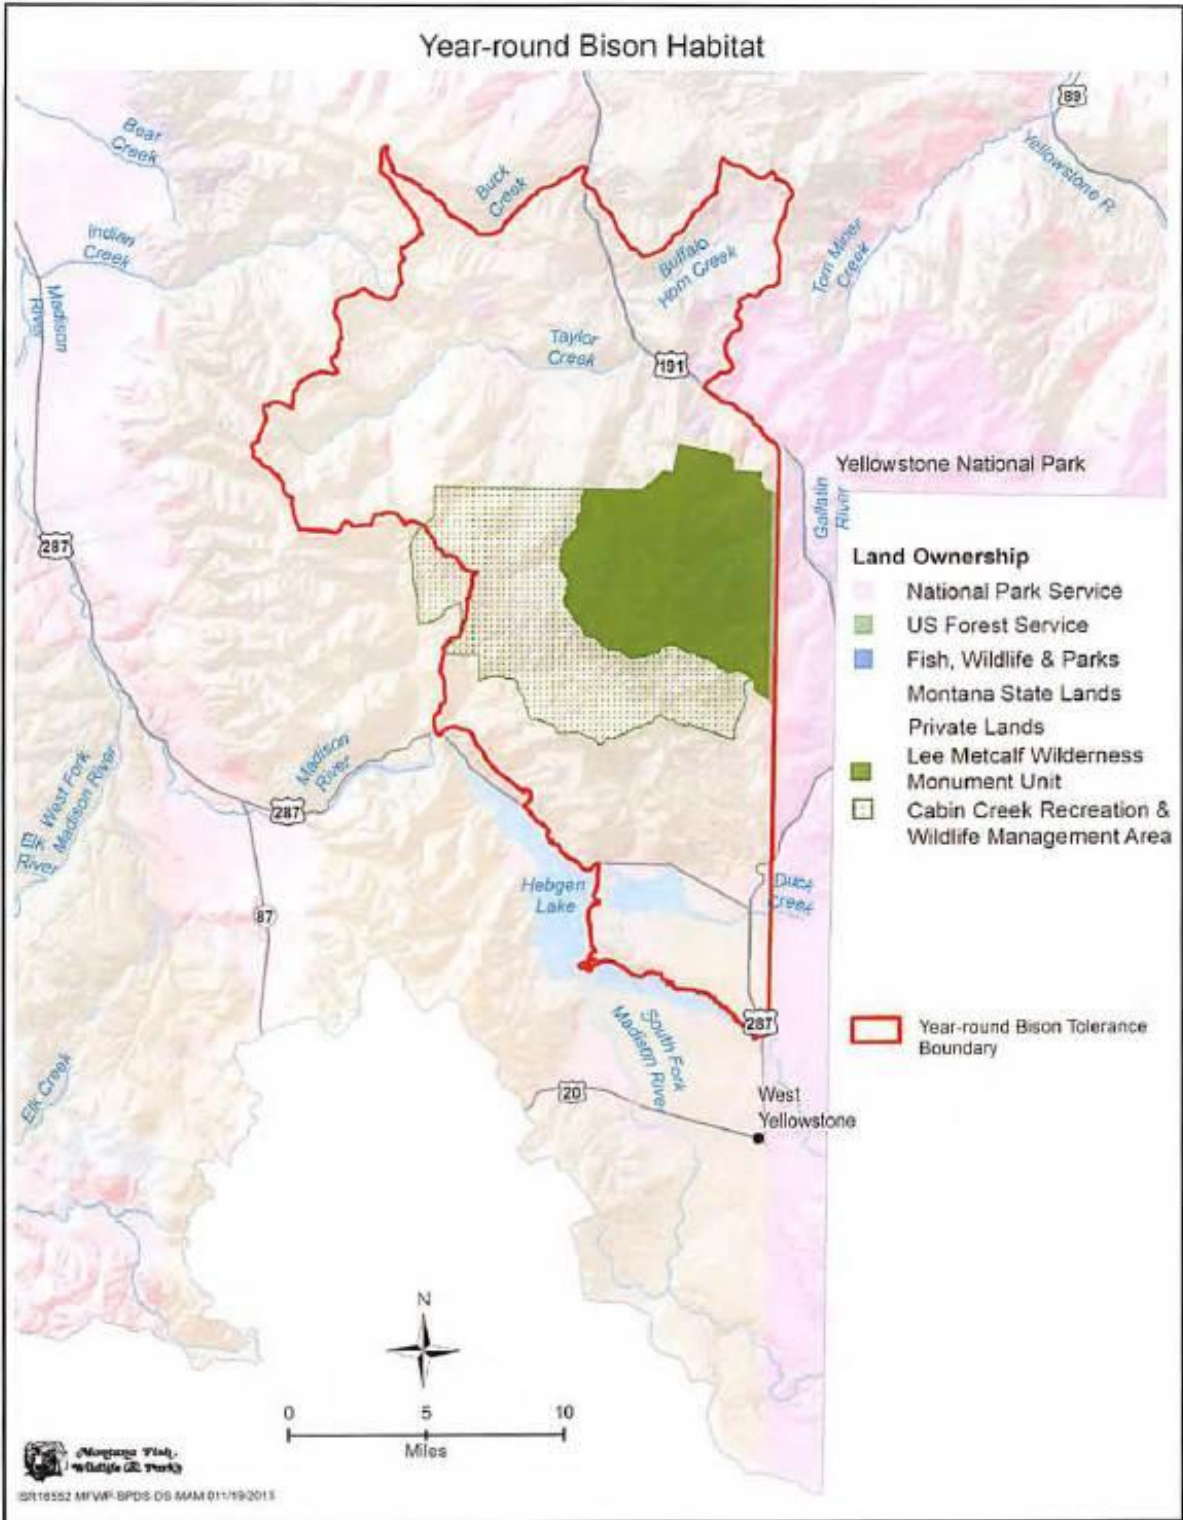 Year-round Bison Habitat
89
Bear
Creek
Buck
Creek
Yellowstone R.
Indian
Creek
Buffalo
Horn Creek
Tom Miner
Creek
Madison
River
Taylor
Creek
191
Yellowstone National Park
Gallatin
River
287
Land Ownership
National Park Service
US Forest Service
Fish, Wildlife & Parks
Montana State Lands
Private Lands
Lee Metcalf Wilderness
Monument Unit
Cabin Creek Recreation &
Wildlife Management Area
Madison
River
287
West Fork
Madison River
Elk
River
Hebgen
Lake
Duck
Creek
87
287
Year-round Bison Tolerance
Boundary
South Fork
Madison River
Elk Creek
20
West
Yellowstone
N
0 5 10
Miles
Montana Fish,
Wildlife & Parks